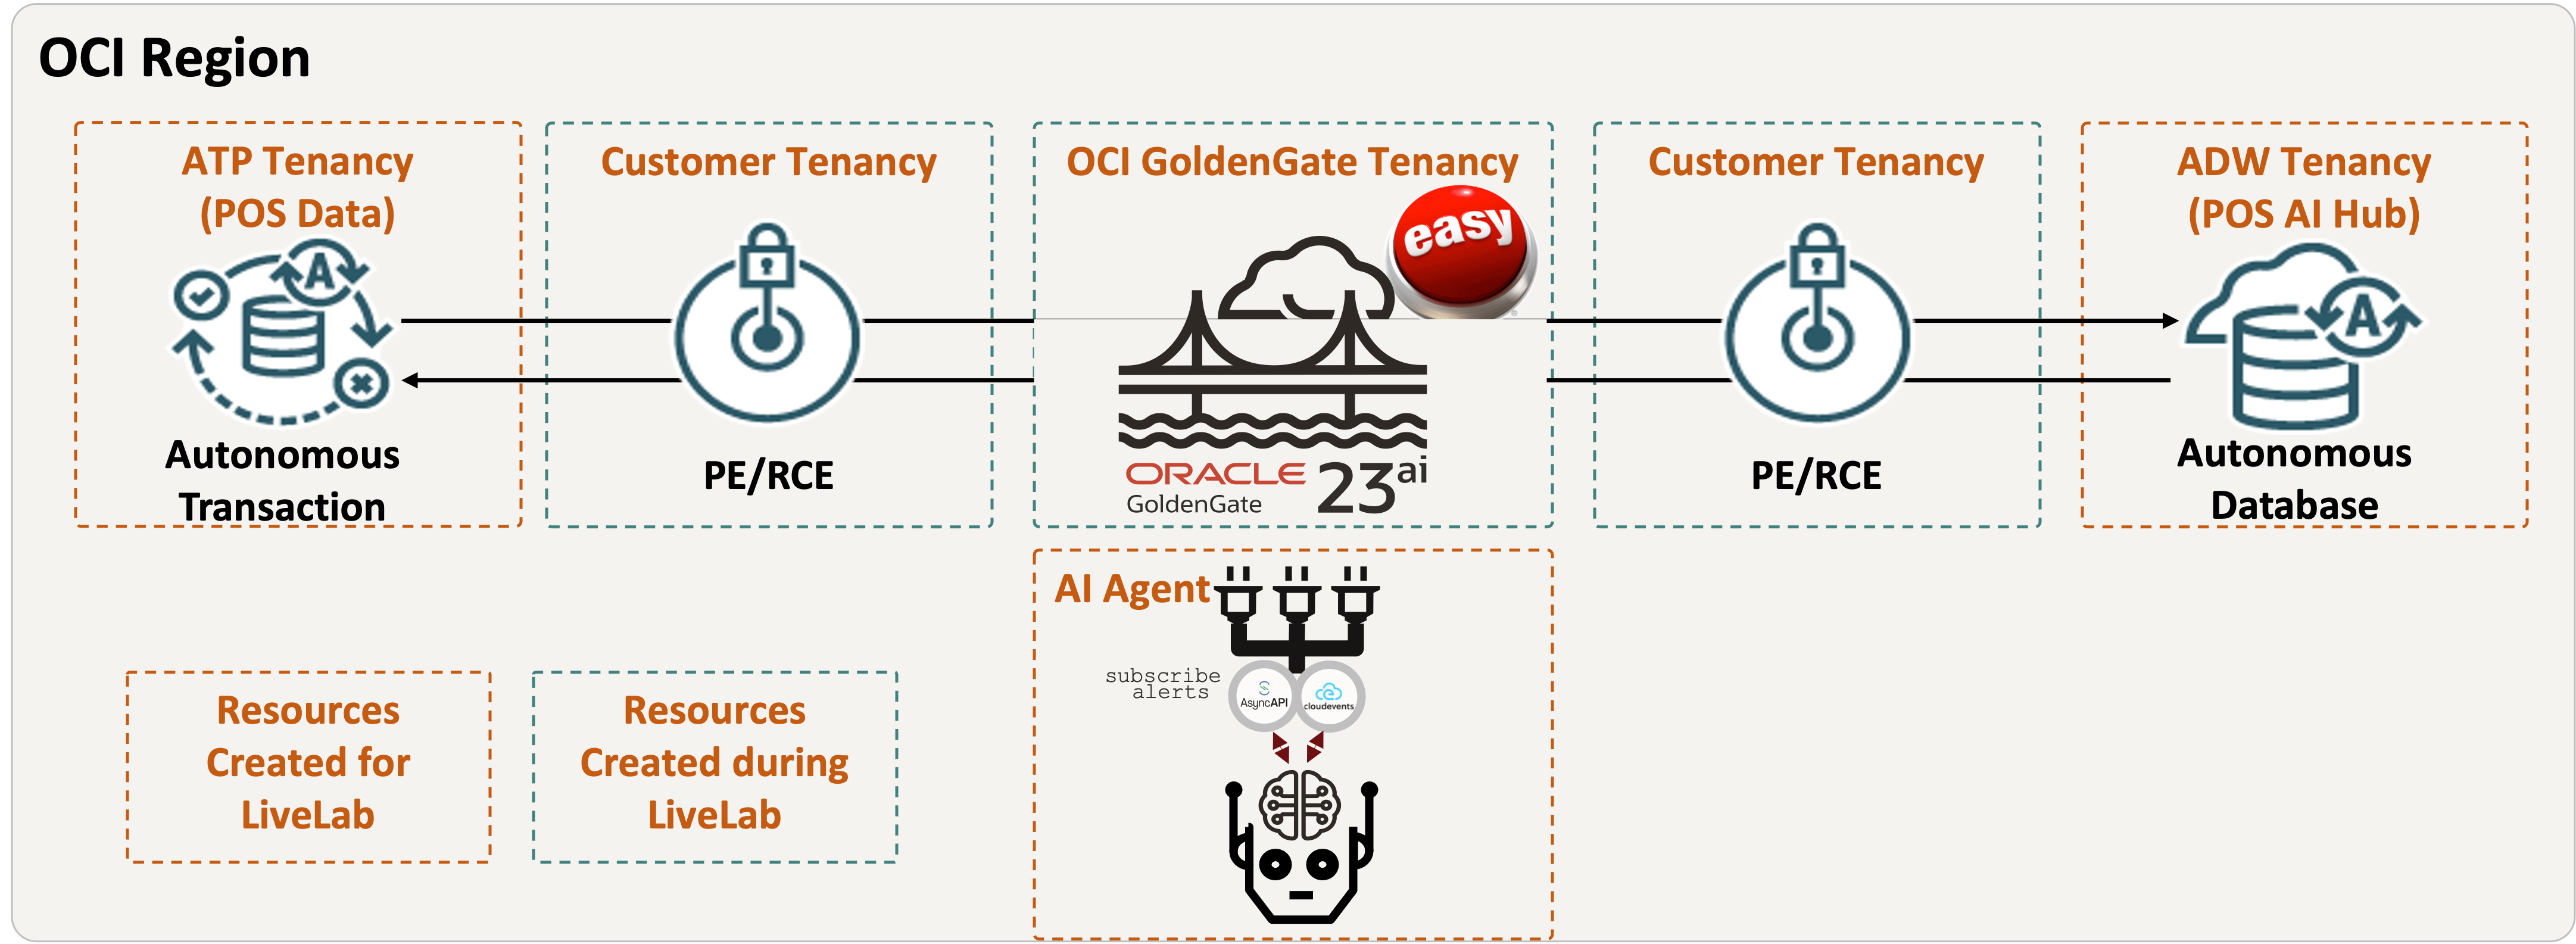 OCI Region
ATP Tenancy
(POS Data)
A
Autonomous
Transaction
Customer Tenancy
PE/RCE
OCI GoldenGate Tenancy
easy
ORACLE
GoldenGate
23ai
Customer Tenancy
PE/RCE
ADW Tenancy
(POS AI Hub)
A
Autonomous
Database
AI Agent
subscribe
alerts
AsyncAPI
cloudevents
Resources
Created for
LiveLab
Resources
Created during
LiveLab